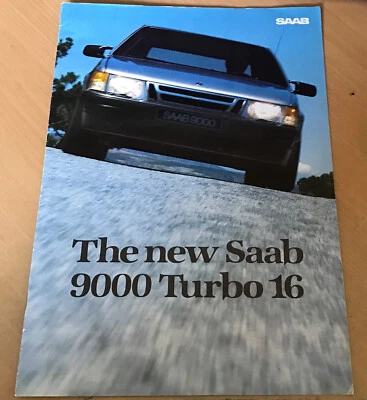 SAAB
SAAB 9000
The new Saab
9000 Turbo 16